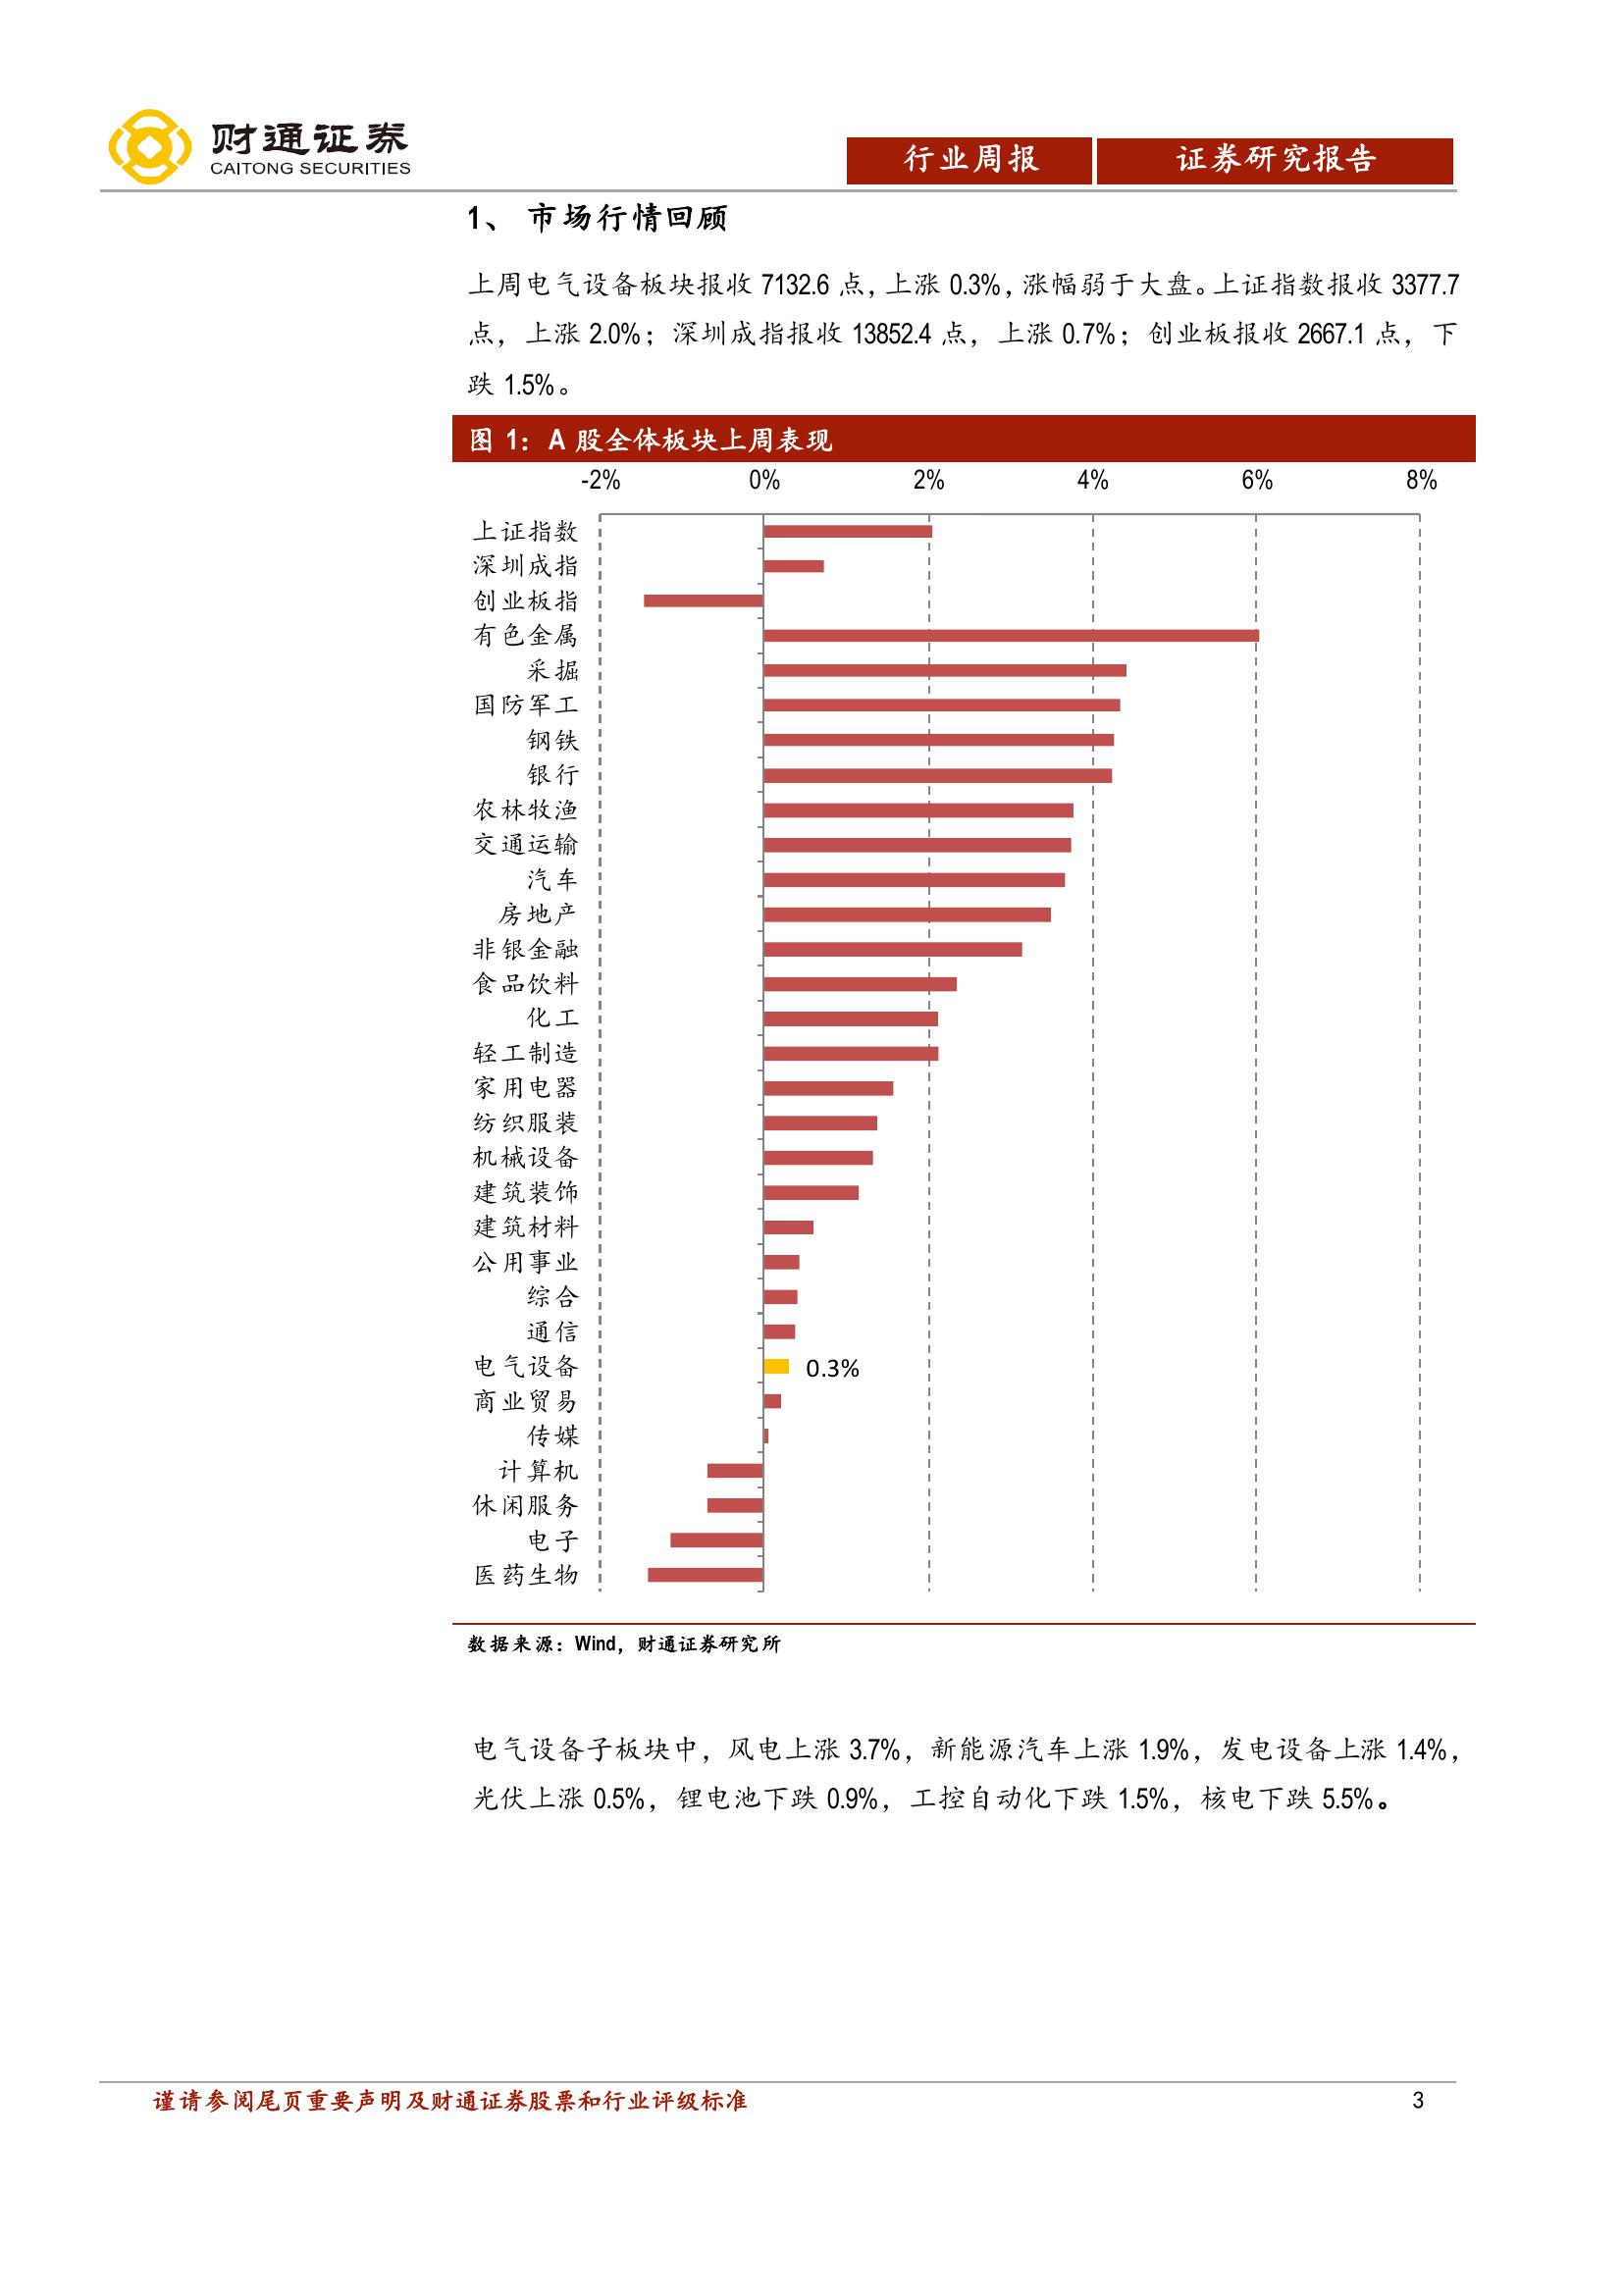 财通证券
CAITONG SECURITIES
行业周报
证券研究报告
1、 市场行情回顾
上周电气设备板块报收 7132.6 点，上涨 0.3%，涨幅弱于大盘。上证指数报收 3377.7
点，上涨 2.0%；深圳成指报收 13852.4 点，上涨 0.7%；创业板报收 2667.1 点，下
跌 1.5%。
图 1：A 股全体板块上周表现
-2% 0% 2% 4% 6% 8%
上证指数
深圳成指
创业板指
有色金属
采掘
国防军工
钢铁
银行
农林牧渔
交通运输
汽车
房地产
非银金融
食品饮料
化工
轻工制造
家用电器
纺织服装
机械设备
建筑装饰
建筑材料
公用事业
综合
通信
电气设备 0.3%
商业贸易
传媒
计算机
休闲服务
电子
医药生物
数据来源：Wind，财通证券研究所
电气设备子板块中，风电上涨 3.7%，新能源汽车上涨 1.9%，发电设备上涨 1.4%，
光伏上涨 0.5%，锂电池下跌 0.9%，工控自动化下跌 1.5%，核电下跌 5.5%。
谨请参阅尾页重要声明及财通证券股票和行业评级标准 3